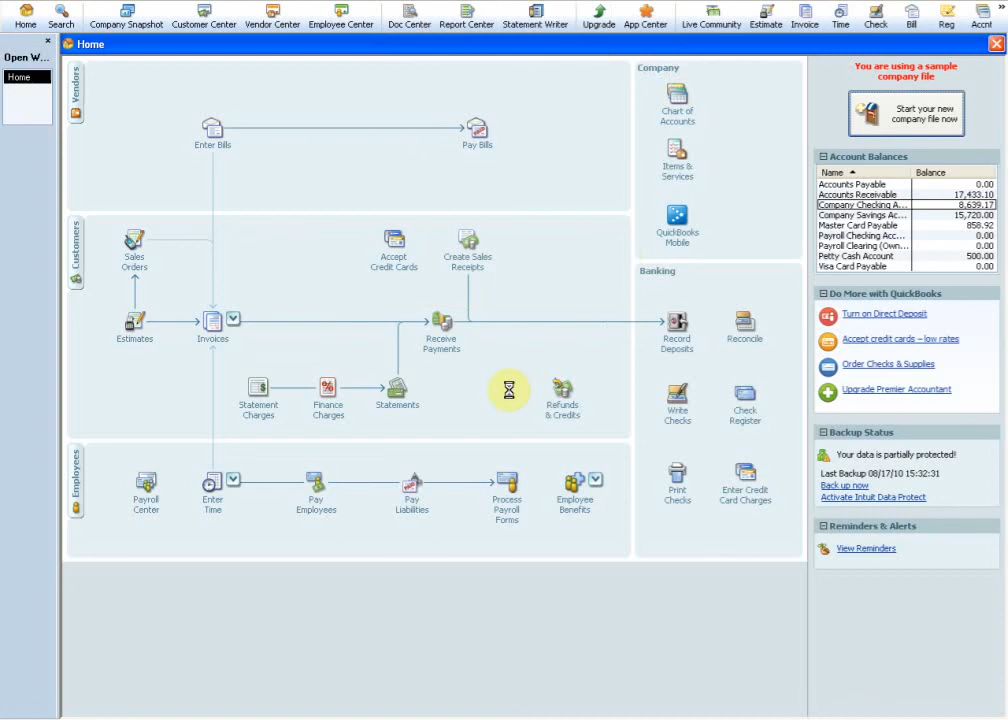 Home
Search
Company Snapshot
Customer Center
Vendor Center
Employee Center
Doc Center
Report Center
Statement Writer
Upgrade
App Center
Live Community
Estimate
Invoice
Time
Check
Bill
Reg
Accnt
Open W...
Home
Home
Vendors
Enter Bills
Pay Bills
Customers
Sales
Orders
Accept
Credit Cards
Create Sales
Receipts
Estimates
Invoices
Receive
Payments
Statement
Charges
Finance
Charges
Statements
Refunds
& Credits
Employees
Payroll
Center
Enter
Time
Pay
Employees
Pay
Liabilities
Process
Payroll
Forms
Employee
Benefits
Company
Chart of
Accounts
Items &
Services
QuickBooks
Mobile
Banking
Record
Deposits
Reconcile
Write
Checks
Check
Register
Print
Checks
Enter Credit
Card Charges
You are using a sample
company file
Start your new
company file now
Account Balances
Name Balance
Accounts Payable 0.00
Accounts Receivable 17,433.10
Company Checking A... 8,639.17
Company Savings Ac... 15,720.00
Master Card Payable 858.92
Payroll Checking Acc... 0.00
Payroll Clearing (Own... 0.00
Petty Cash Account 500.00
Visa Card Payable 0.00
Do More with QuickBooks
Turn on Direct Deposit
Accept credit cards – low rates
Order Checks & Supplies
Upgrade Premier Accountant
Backup Status
Your data is partially protected!
Last Backup 08/17/10 15:32:31
Back up now
Activate Intuit Data Protect
Reminders & Alerts
View Reminders